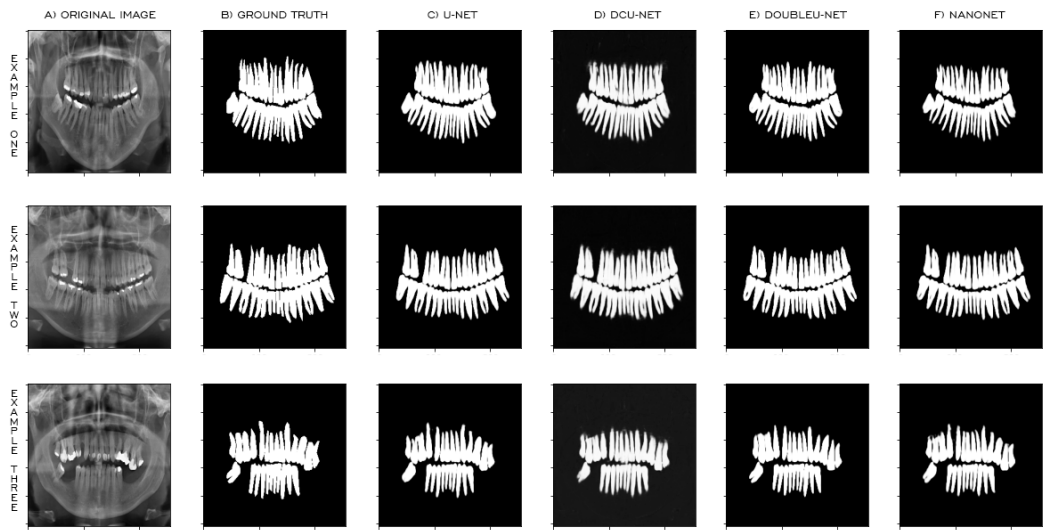 A) ORIGINAL IMAGE
B) GROUND TRUTH
C) U-NET
D) DCU-NET
E) DOUBLEU-NET
F) NANONET
EXAMPLE ONE
EXAMPLE TWO
EXAMPLE THREE